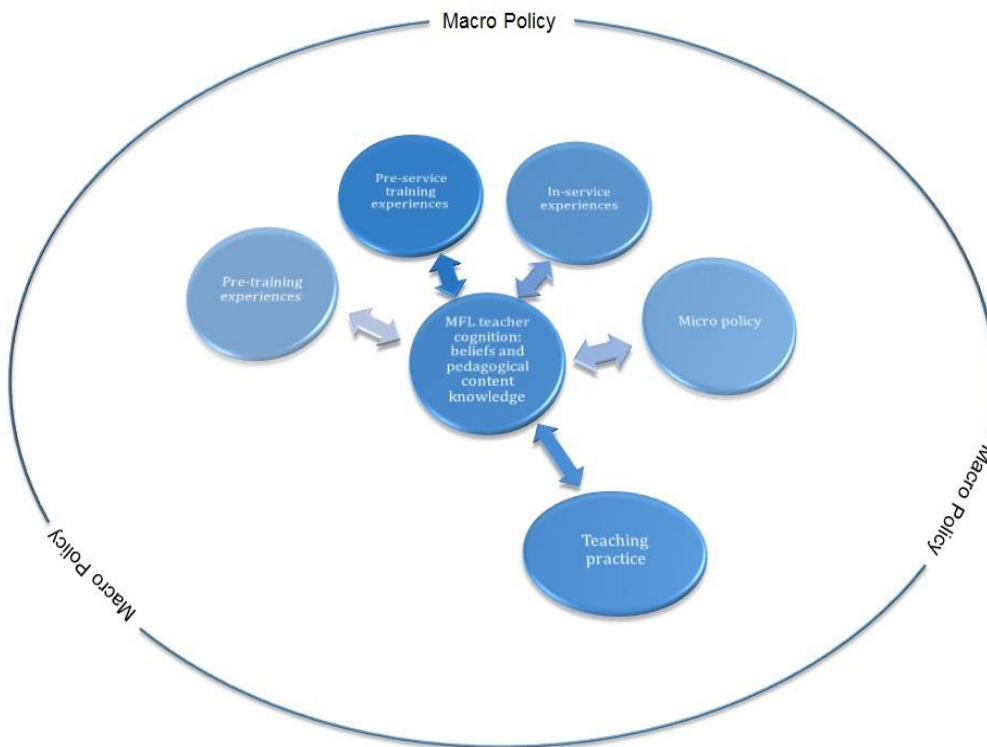 Macro Policy
Pre-service
training
experiences
In-service
experiences
Pre-training
experiences
MFL teacher
cognition:
beliefs and
pedagogical
content
knowledge
Micro policy
Teaching
practice
Macro Policy
Macro Policy